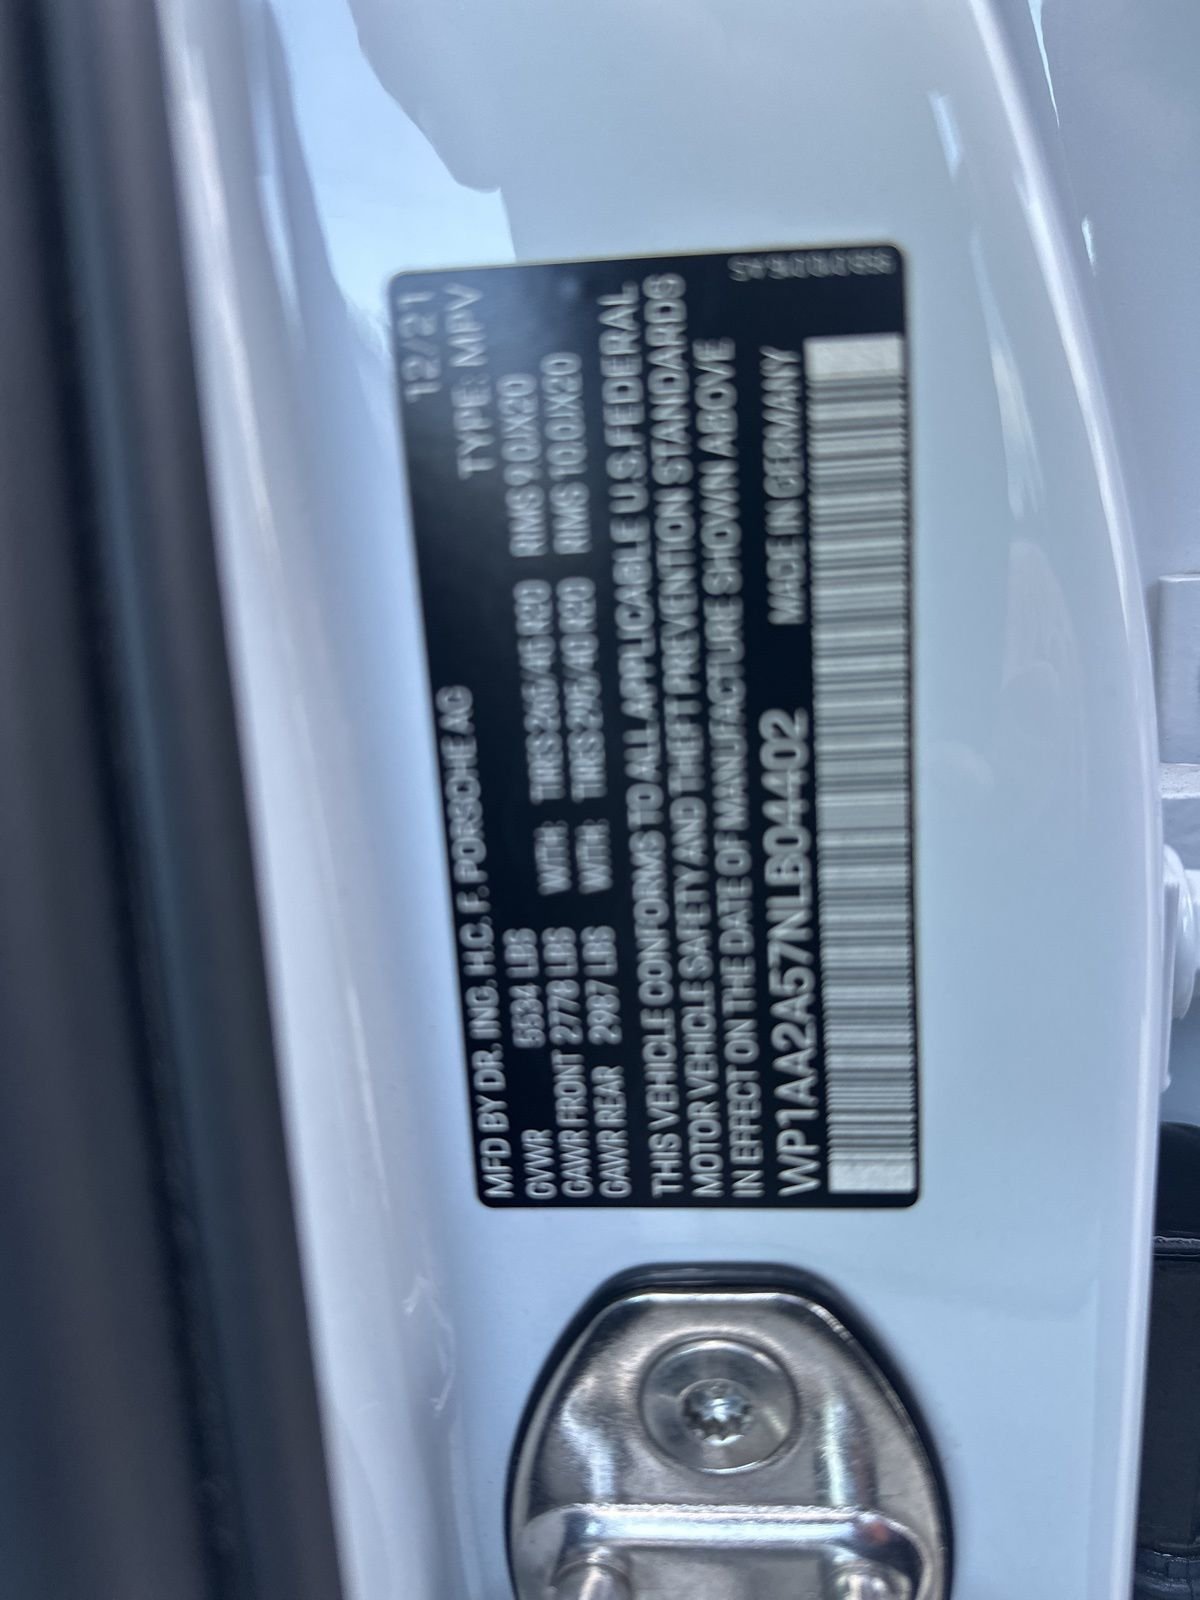 MFD BY DR. ING. H.C. F. PORSCHE AG 12/21
GVWR 5534 LBS TYPE: MPV
GAWR FRONT 2778 LBS WITH: TIRES 265/45 R20 RMS 9.0JX20
GAWR REAR 2987 LBS WITH: TIRES 295/40 R20 RMS 10.0JX20
THIS VEHICLE CONFORMS TO ALL APPLICABLE U.S. FEDERAL
MOTOR VEHICLE SAFETY AND THEFT PREVENTION STANDARDS
IN EFFECT ON THE DATE OF MANUFACTURE SHOWN ABOVE
WP1AA2A57NLB04402 MADE IN GERMANY